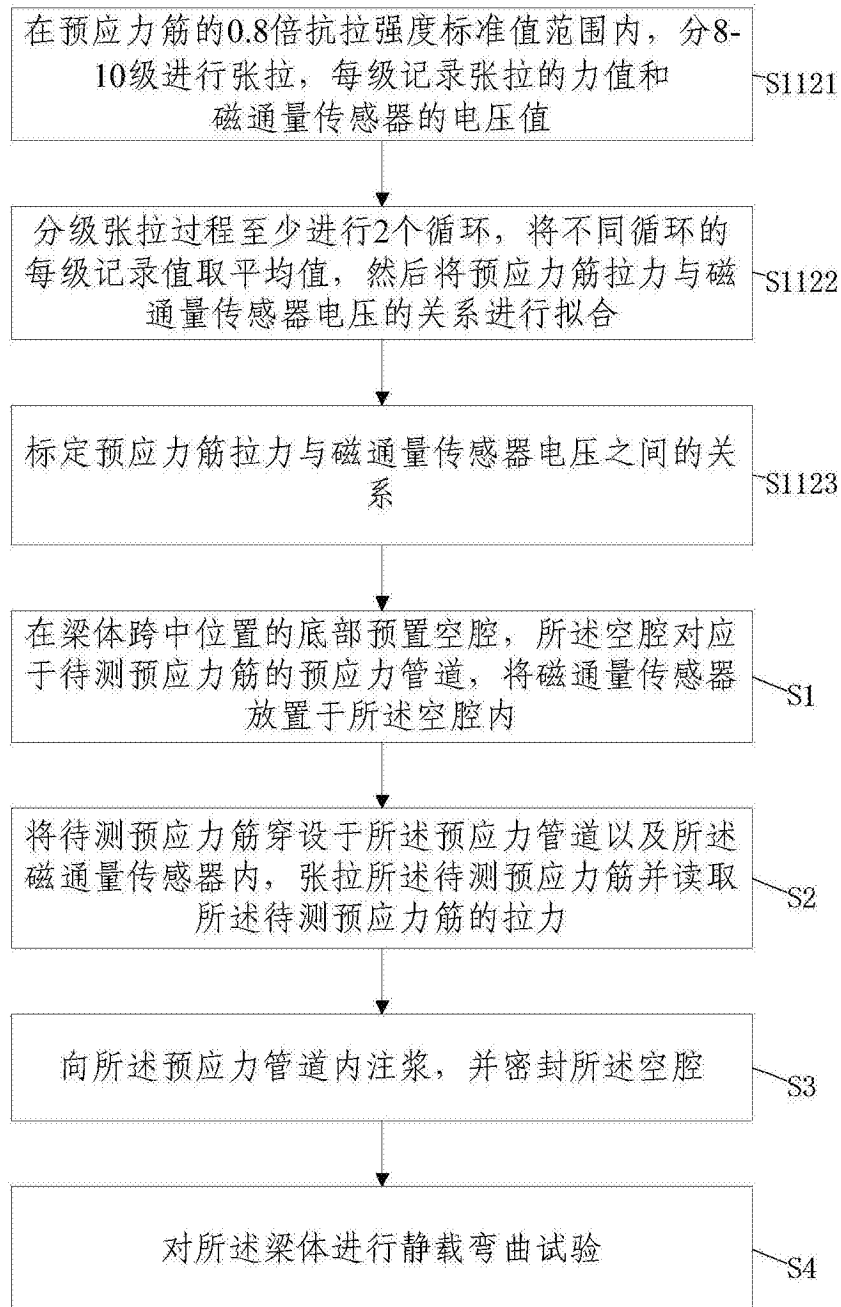 在预应力筋的0.8倍抗拉强度标准值范围内，分8-
10级进行张拉，每级记录张拉的力值和
磁通量传感器的电压值
S1121
分级张拉过程至少进行2个循环，将不同循环的
每级记录值取平均值，然后将预应力筋拉力与磁
通量传感器电压的关系进行拟合
S1122
标定预应力筋拉力与磁通量传感器电压之间的关
系
S1123
在梁体跨中位置的底部预置空腔，所述空腔对应
于待测预应力筋的预应力管道，将磁通量传感器
放置于所述空腔内
S1
将待测预应力筋穿设于所述预应力管道以及所述
磁通量传感器内，张拉所述待测预应力筋并读取
所述待测预应力筋的拉力
S2
向所述预应力管道内注浆，并密封所述空腔
S3
对所述梁体进行静载弯曲试验
S4